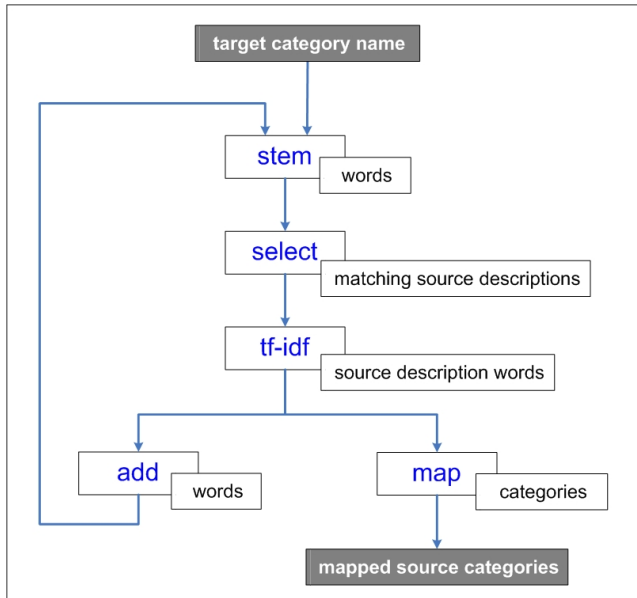 target category name
stem
words
select
matching source descriptions
tf-idf
source description words
add
words
map
categories
mapped source categories